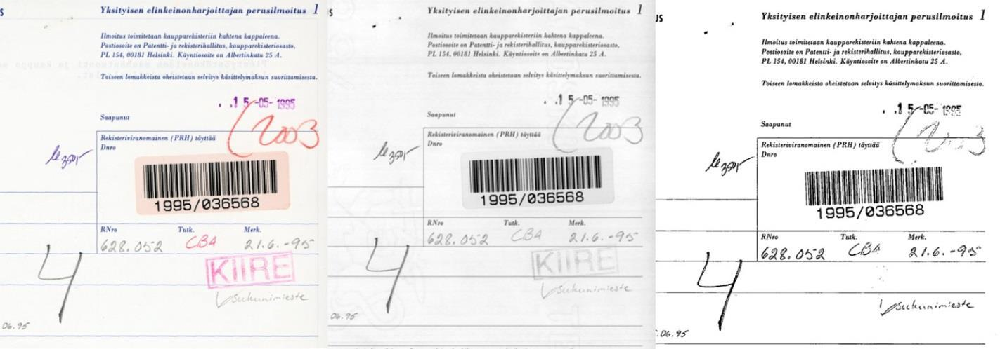 S
Yksityisen elinkeinonharjoittajan perusilmoitus 1
Ilmoitus toimitetaan kaupparekisteriin kahtena kappaleena.
Postiosoite on Patentti- ja rekisterihallitus, kaupparekisteriosasto,
PL 154, 00181 Helsinki. Käyntiosoite on Albertinkatu 25 A.
Toiseen lomakkeista oheistetaan selvitys käsittelymaksun suorittamisesta.
15-05-1995
Saapunut
2003
Rekisteriviranomainen (PRH) täyttää
Dnro
1995/036568
RNro Tutk. Merk.
628.052 CBA 21.6.-95
4
KIIRE
sukunimieste
06.95
US
Yksityisen elinkeinonharjoittajan perusilmoitus 1
Ilmoitus toimitetaan kaupparekisteriin kahtena kappaleena.
Postiosoite on Patentti- ja rekisterihallitus, kaupparekisteriosasto,
PL 154, 00181 Helsinki. Käyntiosoite on Albertinkatu 25 A.
Toiseen lomakkeista oheistetaan selvitys käsittelymaksun suorittamisesta.
15-05-1995
Saapunut
2003
Rekisteriviranomainen (PRH) täyttää
Dnro
1995/036568
RNro Tutk. Merk.
628.052 CBA 21.6.-95
4
KIIRE
sukunimieste
.06.95
US
Yksityisen elinkeinonharjoittajan perusilmoitus 1
Ilmoitus toimitetaan kaupparekisteriin kahtena kappaleena.
Postiosoite on Patentti- ja rekisterihallitus, kaupparekisteriosasto,
PL 154, 00181 Helsinki. Käyntiosoite on Albertinkatu 25 A.
Toiseen lomakkeista oheistetaan selvitys käsittelymaksun suorittamisesta.
15-05-1995
Saapunut
Rekisteriviranomainen (PRH) täyttää
Dnro
1995/036568
RNro Tutk. Merk.
628.052 CBA 21.6.-95
4
sukunimieste
.06.95